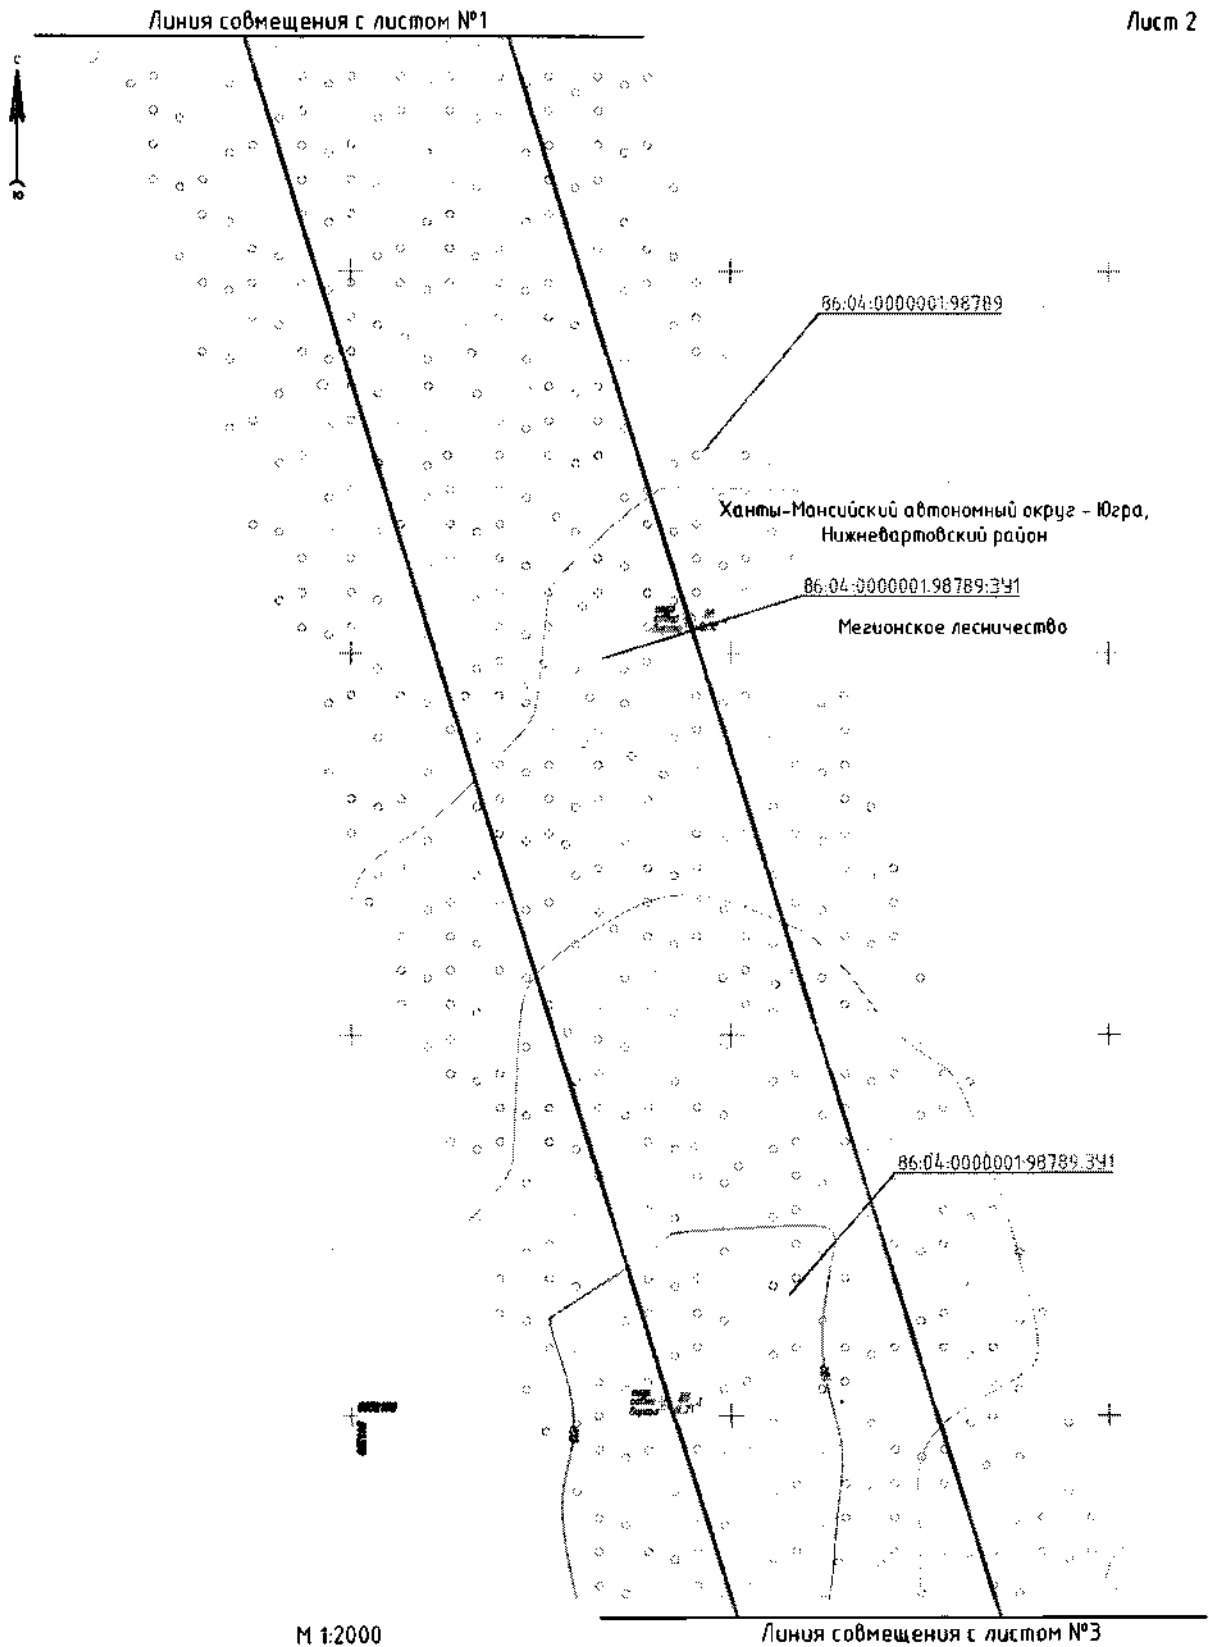 Линия совмещения с листом №1
Лист 2
с
ю
86:04:0000001:98789
Ханты-Мансийский автономный округ - Югра,
Нижневартовский район
86:04:0000001:98789:ЗУ1
Мегионское лесничество
86:04:0000001:98789:ЗУ1
М 1:2000
Линия совмещения с листом №3